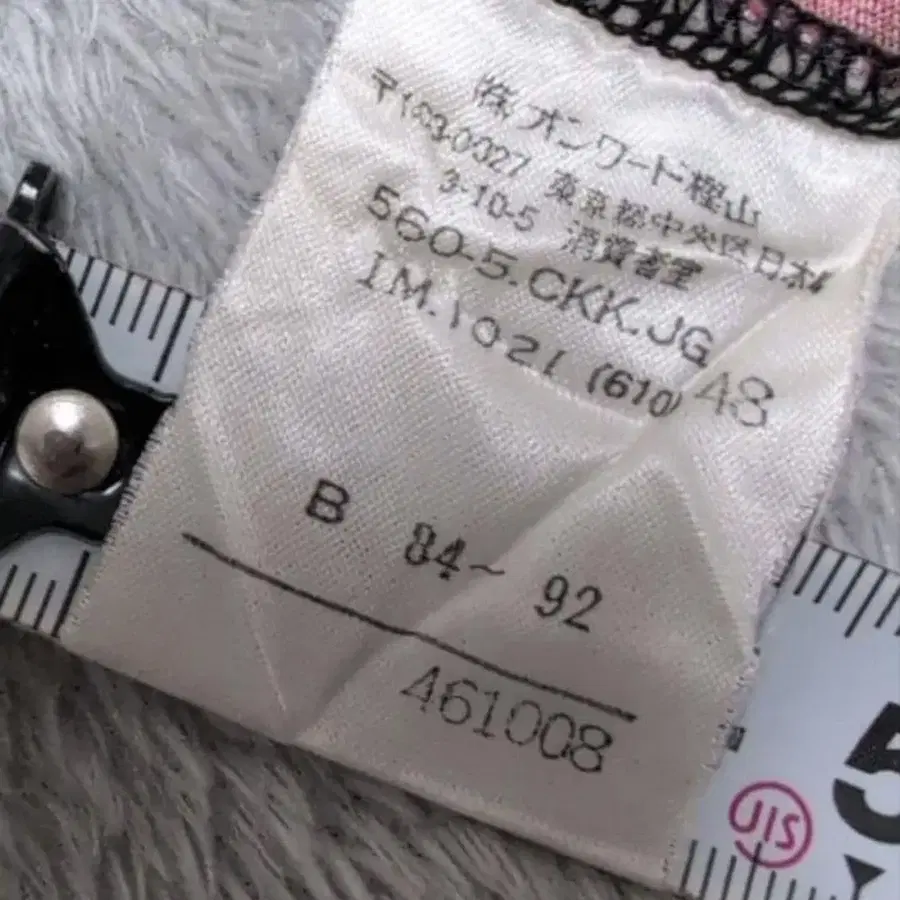 ㈱オンワード樫山
〒103-0027 東京都中央区日本
3-10-5 消費者室
560-5.CKK.JG 48
IM.1021 (610)
B 84~ 92
461008
JIS
5